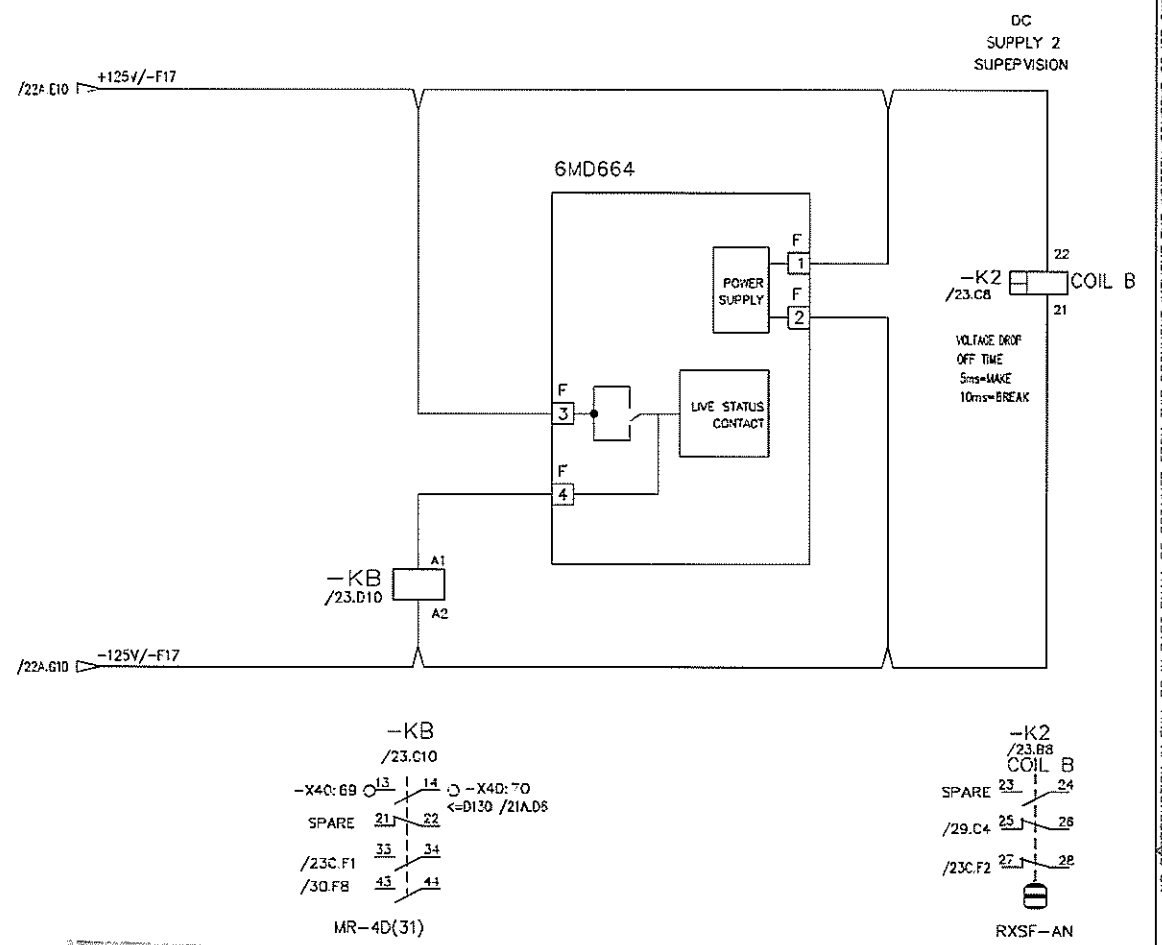 DC
SUPPLY 2
SUPEPVISION
/22A.E10
+125V/-F17
6MD664
F
1
POWER
SUPPLY
F
2
22
-K2
/23.C8
COIL B
21
VOLTAGE DROP
OFF TIME
5ms=MAKE
10ms=BREAK
F
3
LIVE STATUS
CONTACT
F
4
-KB
/23.D10
A1
A2
/22A.G10
-125V/-F17
-KB
/23.C10
-X40:69 13 14 -X4D:70
<=D130 /21A.D6
SPARE 21 22
/23C.F1 33 34
/30.F8 43 44
MR-4D(31)
-K2
/23.B8
COIL B
SPARE 23 24
/29.C4 25 26
/23C.F2 27 28
RXSF-AN